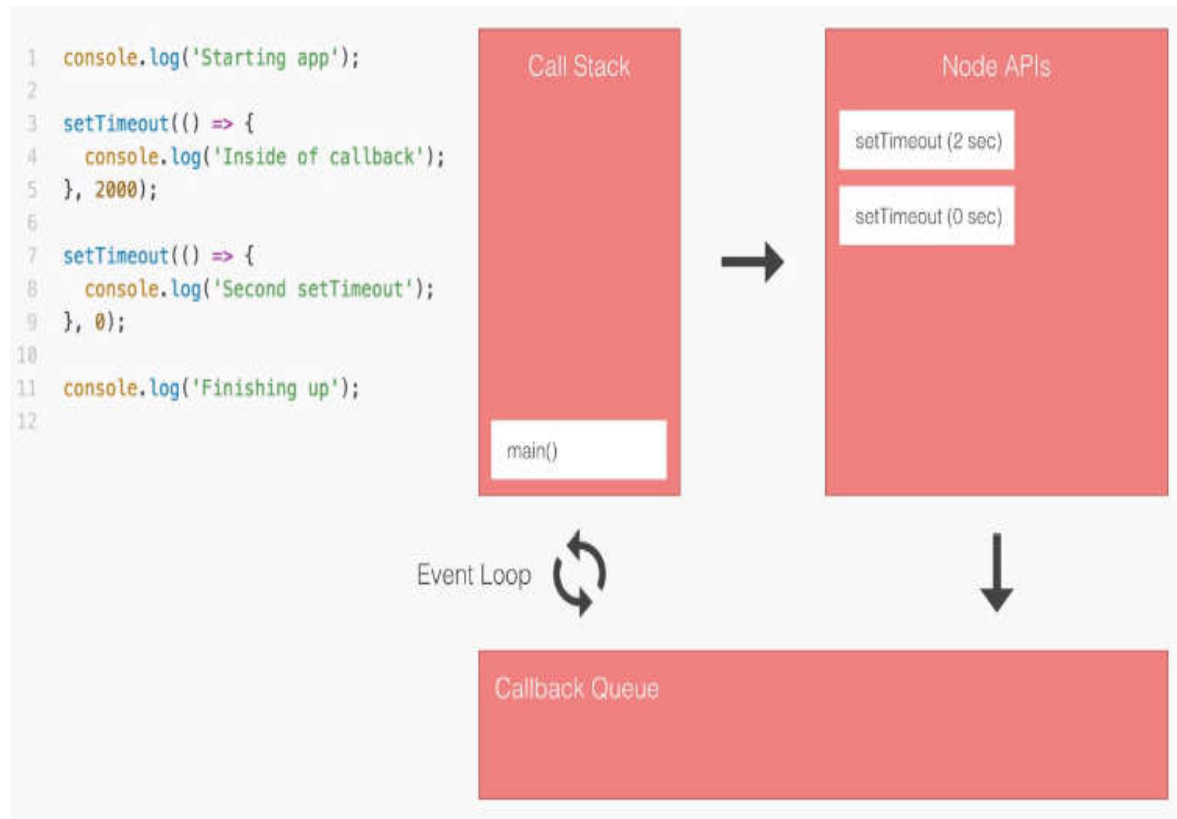 1 console.log('Starting app');
2
3 setTimeout(() => {
4   console.log('Inside of callback');
5 }, 2000);
6
7 setTimeout(() => {
8   console.log('Second setTimeout');
9 }, 0);
10
11 console.log('Finishing up');
12
Call Stack
main()
Node APIs
setTimeout (2 sec)
setTimeout (0 sec)
Event Loop
Callback Queue